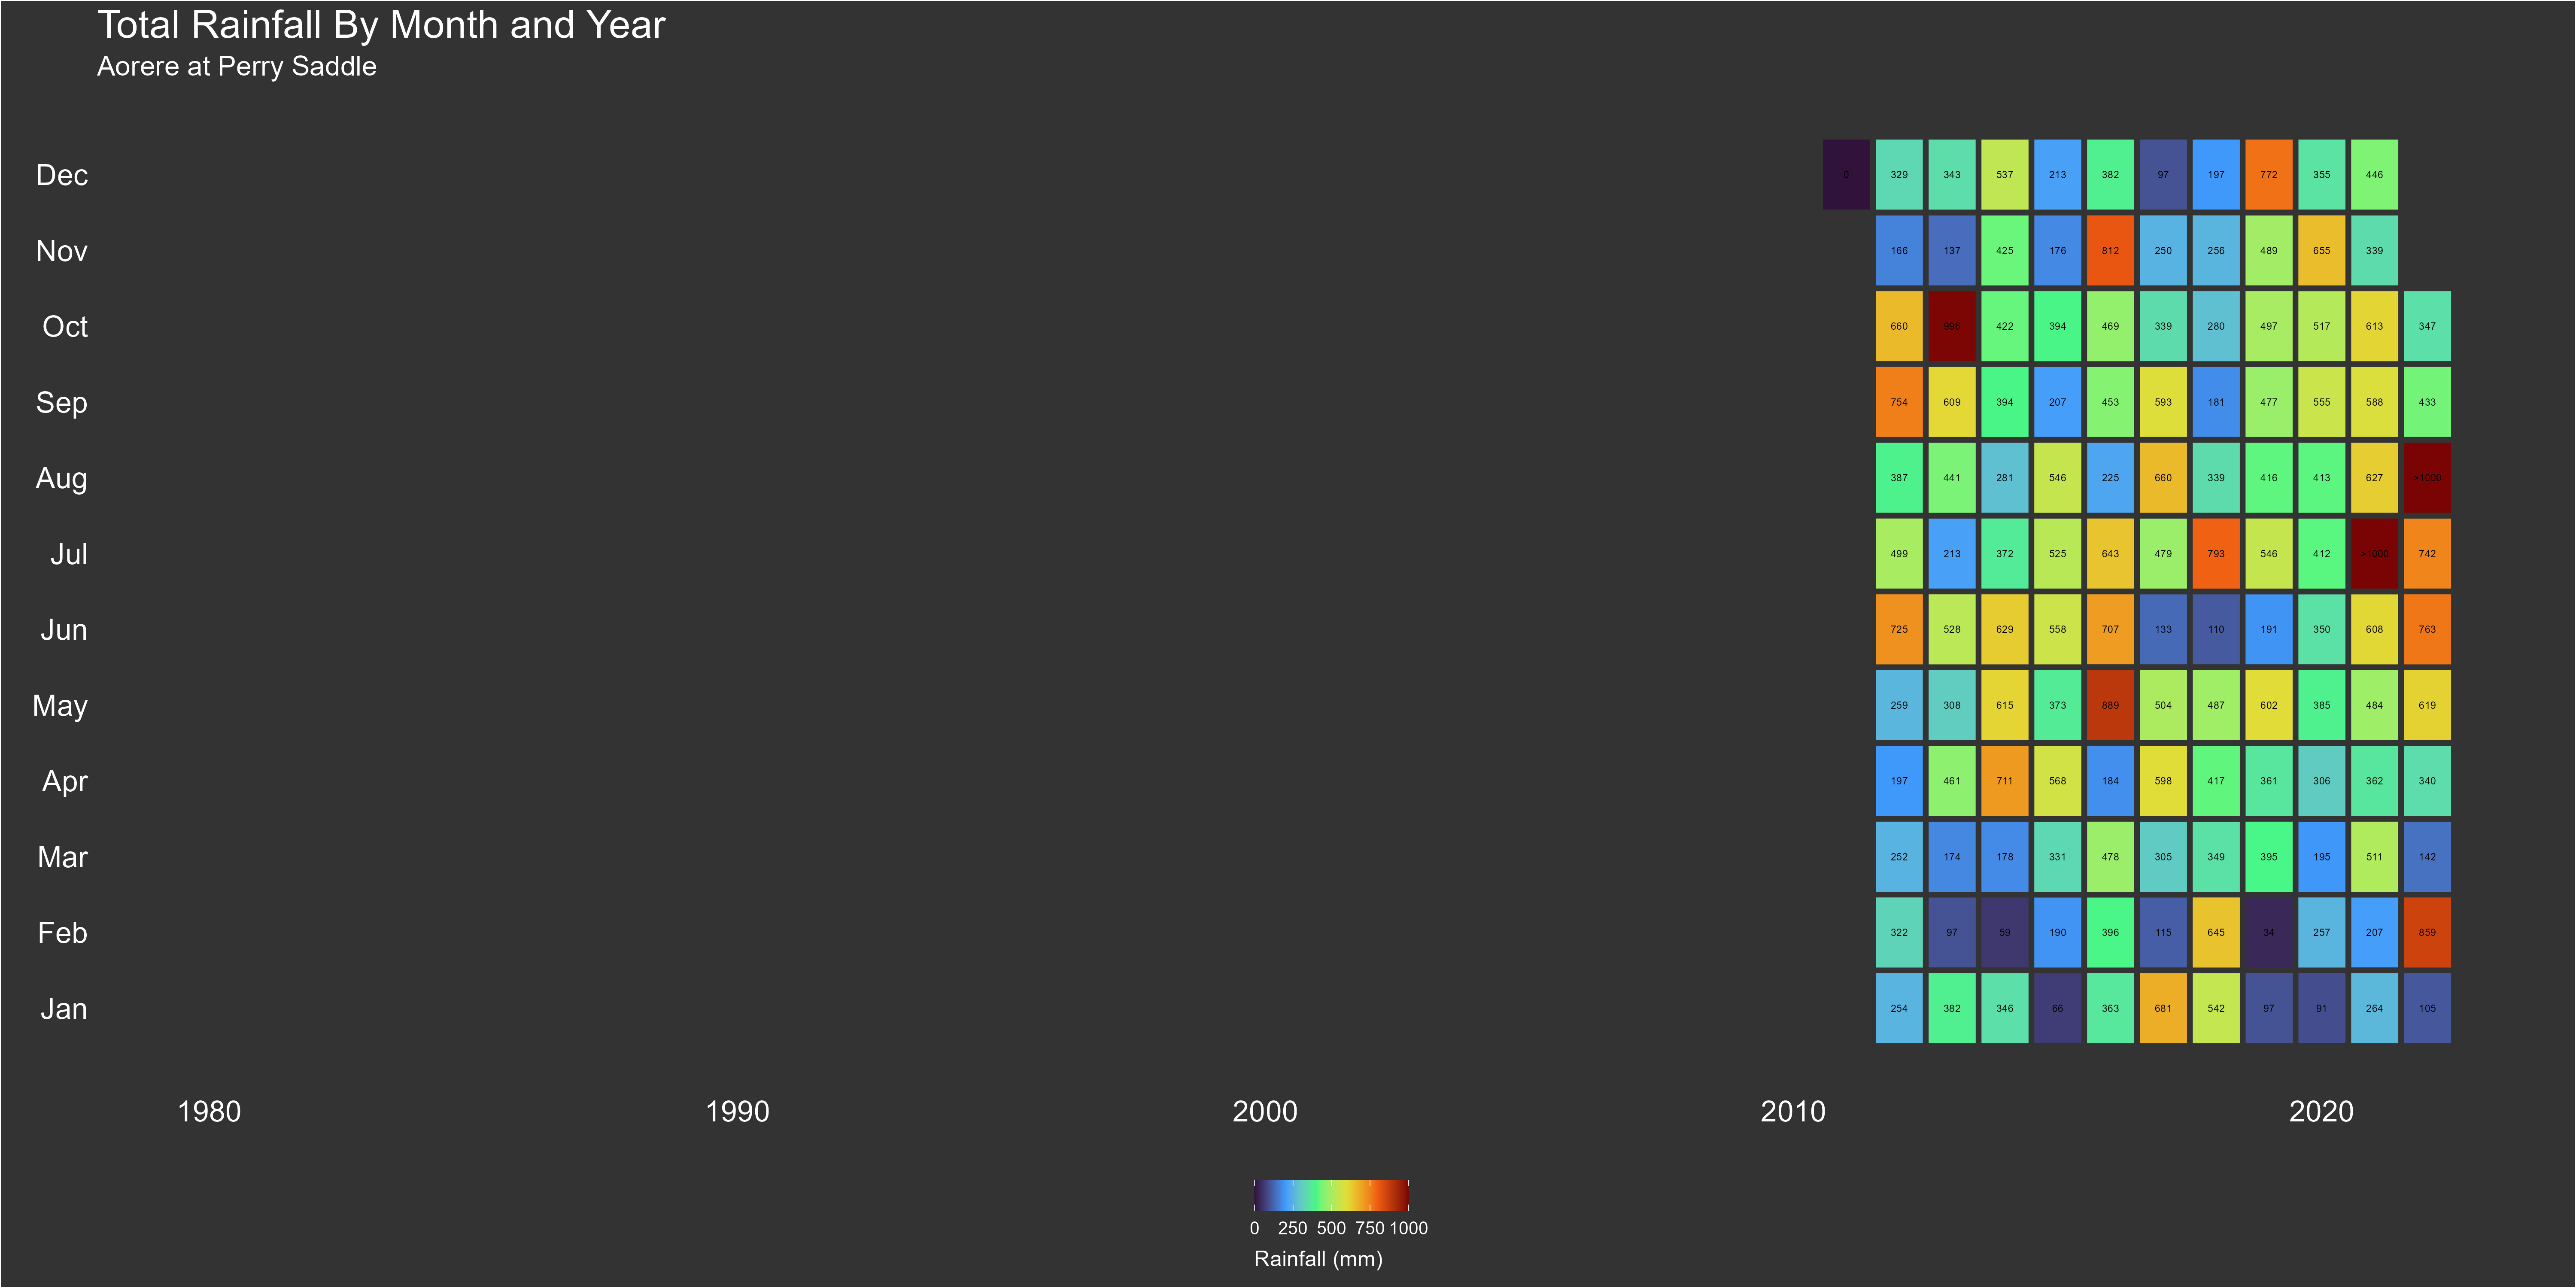 Total Rainfall By Month and Year
Aorere at Perry Saddle
Dec 0 329 343 537 213 382 97 197 772 355 446
Nov 166 137 425 176 812 250 256 489 655 339
Oct 660 996 422 394 469 339 280 497 517 613 347
Sep 754 609 394 207 453 593 181 477 555 588 433
Aug 387 441 281 546 225 660 339 416 413 627 >1000
Jul 499 213 372 525 643 479 793 546 412 >1000 742
Jun 725 528 629 558 707 133 110 191 350 608 763
May 259 308 615 373 889 504 487 602 385 484 619
Apr 197 461 711 568 184 598 417 361 306 362 340
Mar 252 174 178 331 478 305 349 395 195 511 142
Feb 322 97 59 190 396 115 645 34 257 207 859
Jan 254 382 346 66 363 681 542 97 91 264 105
1980 1990 2000 2010 2020
0 250 500 750 1000
Rainfall (mm)